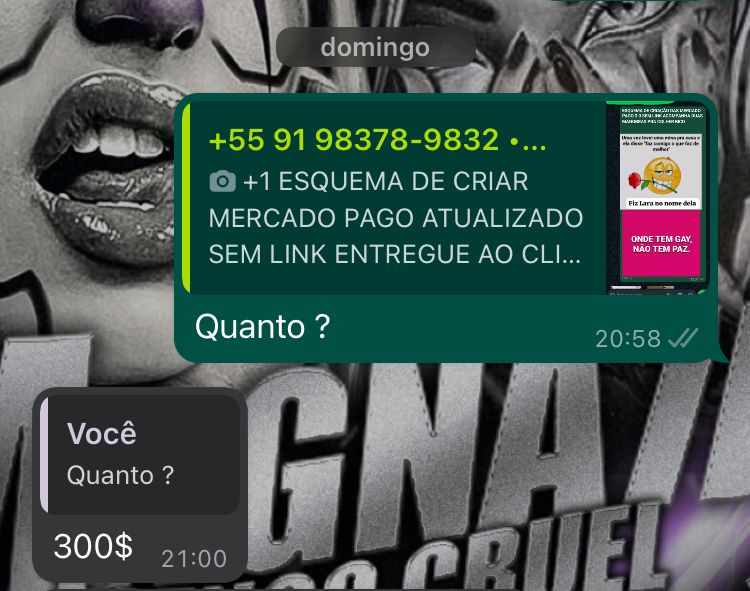 domingo
+55 91 98378-9832 •...
+1 ESQUEMA DE CRIAR
MERCADO PAGO ATUALIZADO
SEM LINK ENTREGUE AO CLI...
Uma vez levei uma mina pra casa e
ela disse "faz comigo o que faz de
melhor"
Fiz Lara no nome dela
ONDE TEM GAY,
NÃO TEM PAZ.
Quanto ?
20:58
Você
Quanto ?
300$
21:00
CRUEL